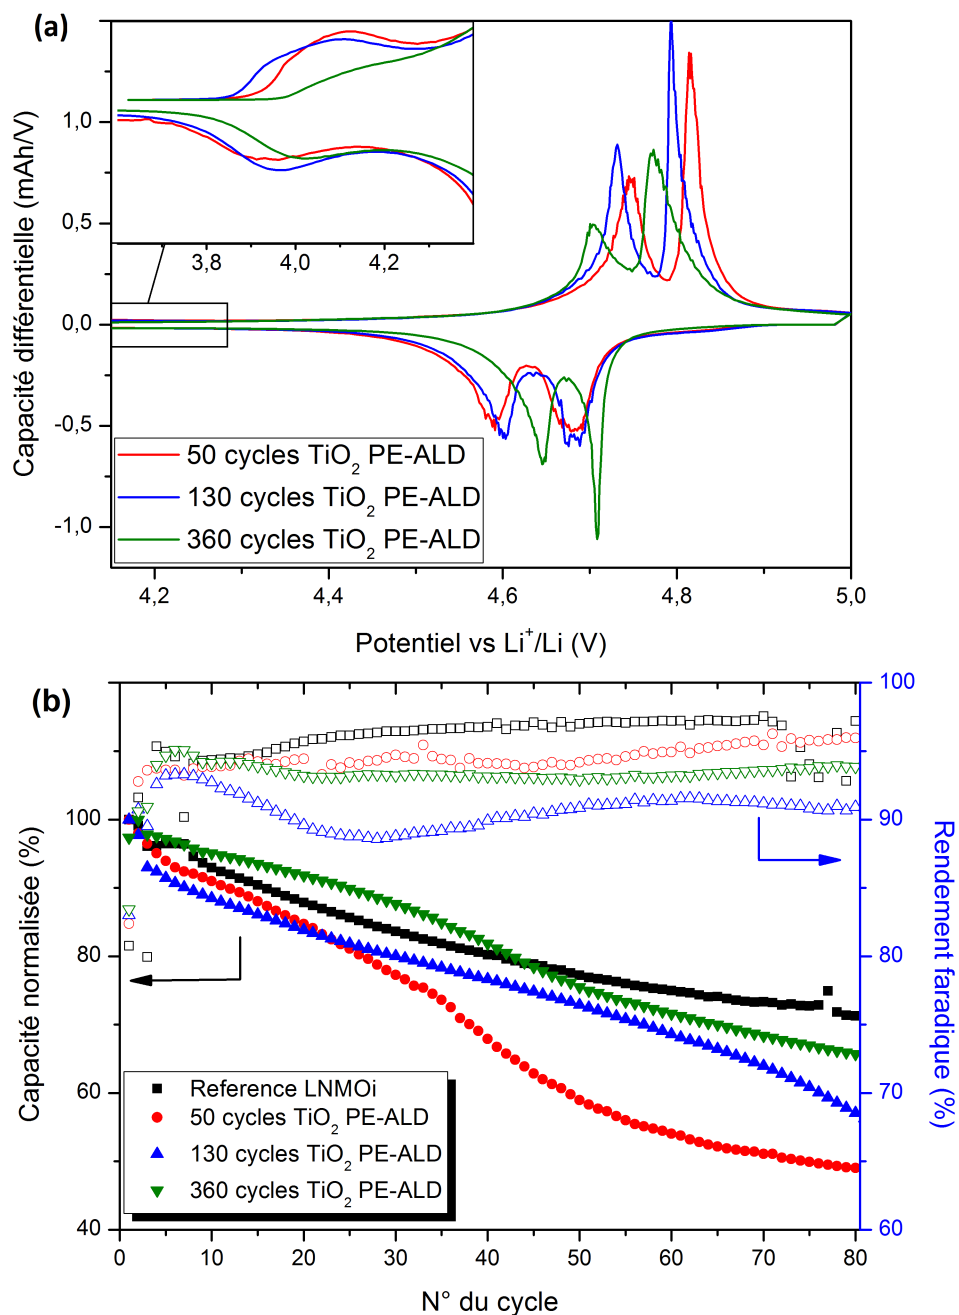 (a)
Capacité différentielle (mAh/V)
1,0
0,5
0,0
-0,5
-1,0
3,8
4,0
4,2
50 cycles TiO2 PE-ALD
130 cycles TiO2 PE-ALD
360 cycles TiO2 PE-ALD
4,2
4,4
4,6
4,8
5,0
Potentiel vs Li+/Li (V)
(b)
Capacité normalisée (%)
100
80
60
40
100
90
80
70
60
Rendement faradique (%)
Reference LNMOi
50 cycles TiO2 PE-ALD
130 cycles TiO2 PE-ALD
360 cycles TiO2 PE-ALD
0
10
20
30
40
50
60
70
80
N° du cycle